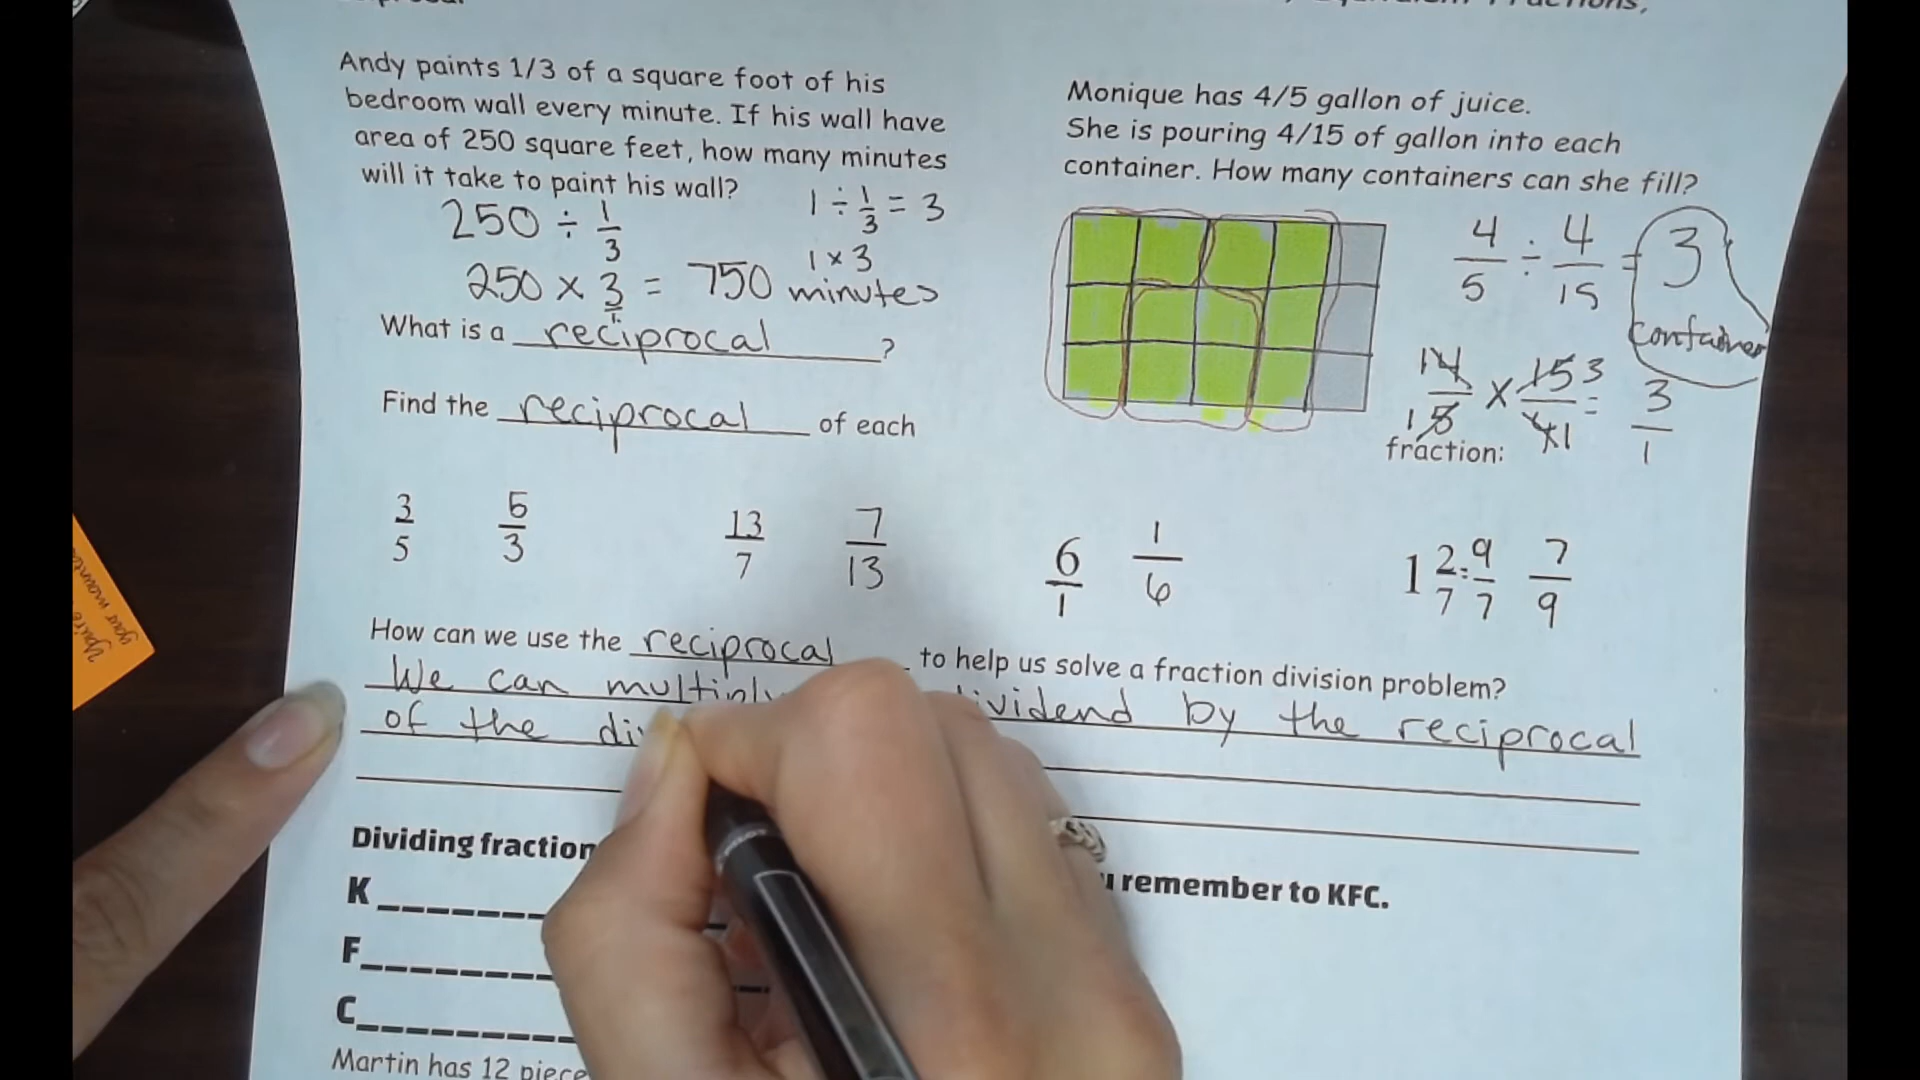 Andy paints 1/3 of a square foot of his
bedroom wall every minute. If his wall have
area of 250 square feet, how many minutes
will it take to paint his wall?
250 ÷ 1/3
1 ÷ 1/3 = 3
1 × 3
250 × 3/1 = 750 minutes
What is a reciprocal ?
Monique has 4/5 gallon of juice.
She is pouring 4/15 of gallon into each
container. How many containers can she fill?
4/5 ÷ 4/15 = 3
container
14/15 × 153/41 = 3/1
Find the reciprocal of each
fraction:
3/5 5/3 13/7 7/13 6/1 1/6 1 2/7 = 9/7 7/9
How can we use the reciprocal to help us solve a fraction division problem?
We can multiply dividend by the reciprocal
of the
Dividing fraction
remember to KFC.
K
F
C
Martin has 12 piece